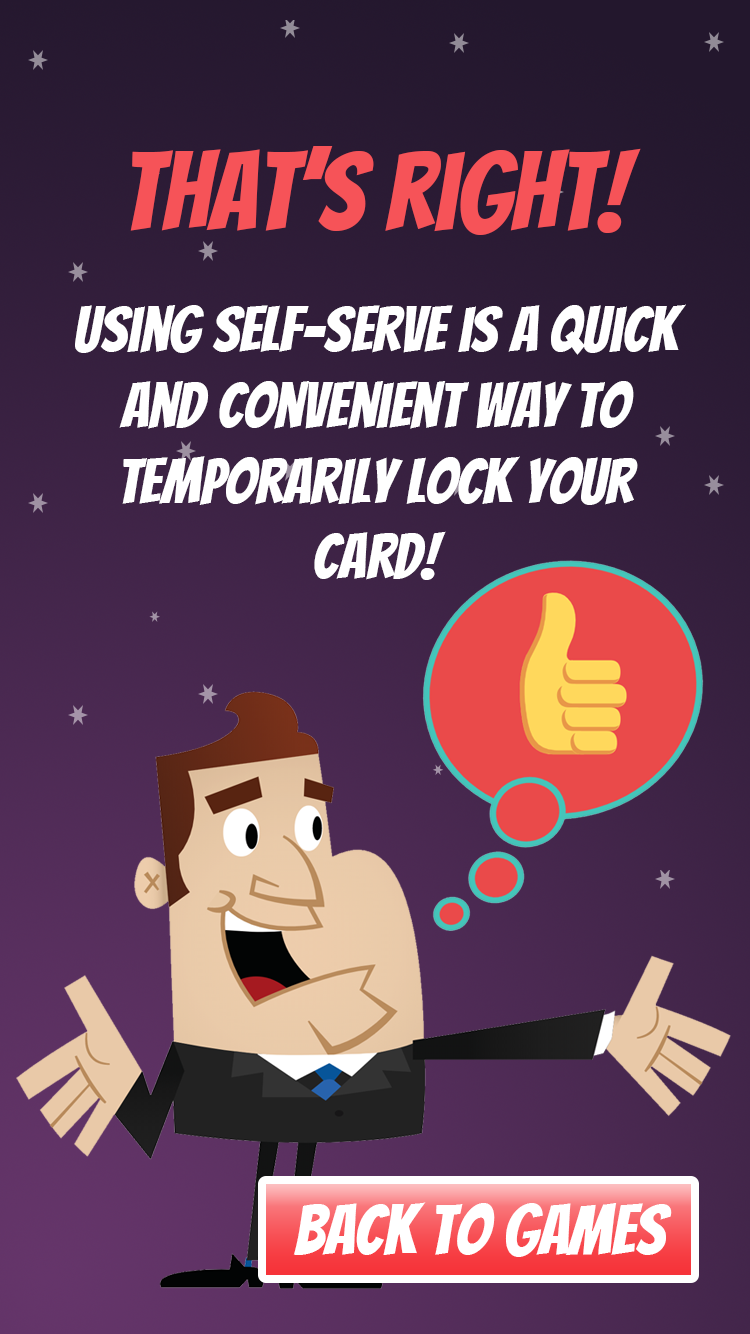 THAT'S RIGHT!
USING SELF-SERVE IS A QUICK
AND CONVENIENT WAY TO
TEMPORARILY LOCK YOUR
CARD!
BACK TO GAMES